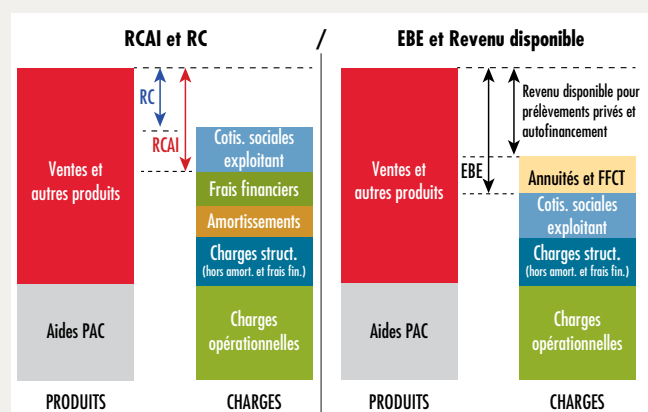 RCAI et RC
/
EBE et Revenu disponible
RC
RCAI
Ventes et
autres produits
Aides PAC
Cotis. sociales
exploitant
Frais financiers
Amortissements
Charges struct.
(hors amort. et frais fin.)
Charges
opérationnelles
PRODUITS
CHARGES
Revenu disponible pour
prélèvements privés et
autofinancement
EBE
Ventes et
autres produits
Aides PAC
Annuités et FFCT
Cotis. sociales
exploitant
Charges struct.
(hors amort. et frais fin.)
Charges
opérationnelles
PRODUITS
CHARGES